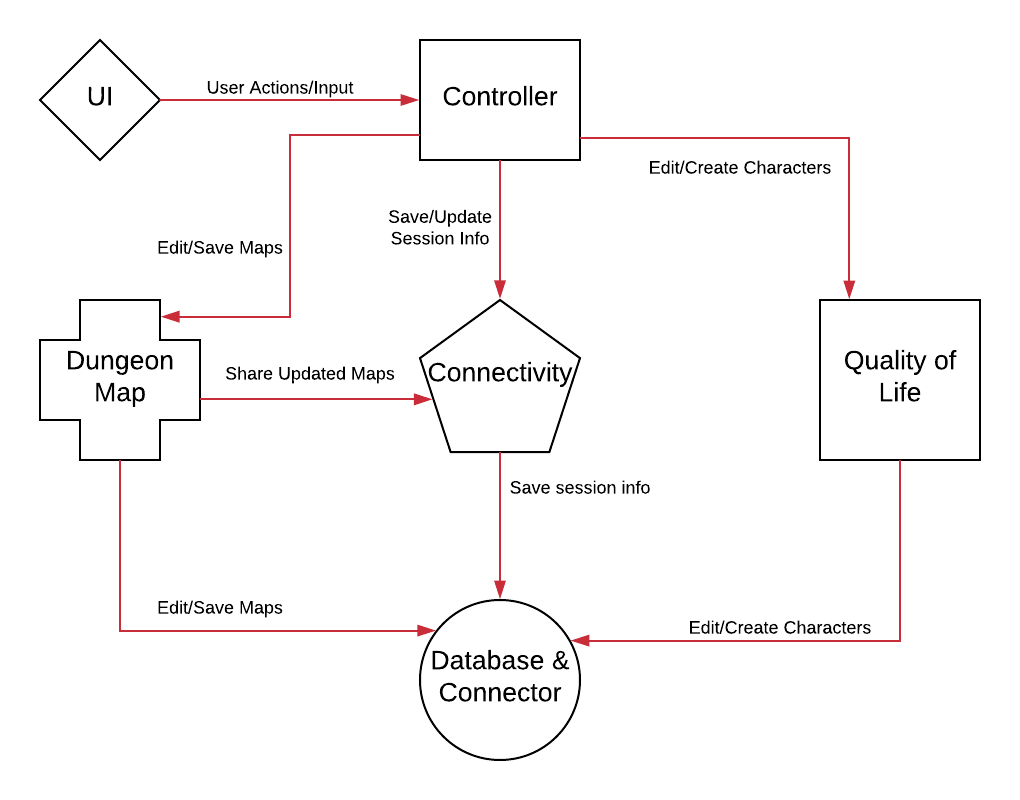 UI
User Actions/Input
Controller
Edit/Create Characters
Save/Update
Session Info
Edit/Save Maps
Dungeon
Map
Share Updated Maps
Connectivity
Quality of
Life
Save session info
Edit/Save Maps
Edit/Create Characters
Database &
Connector